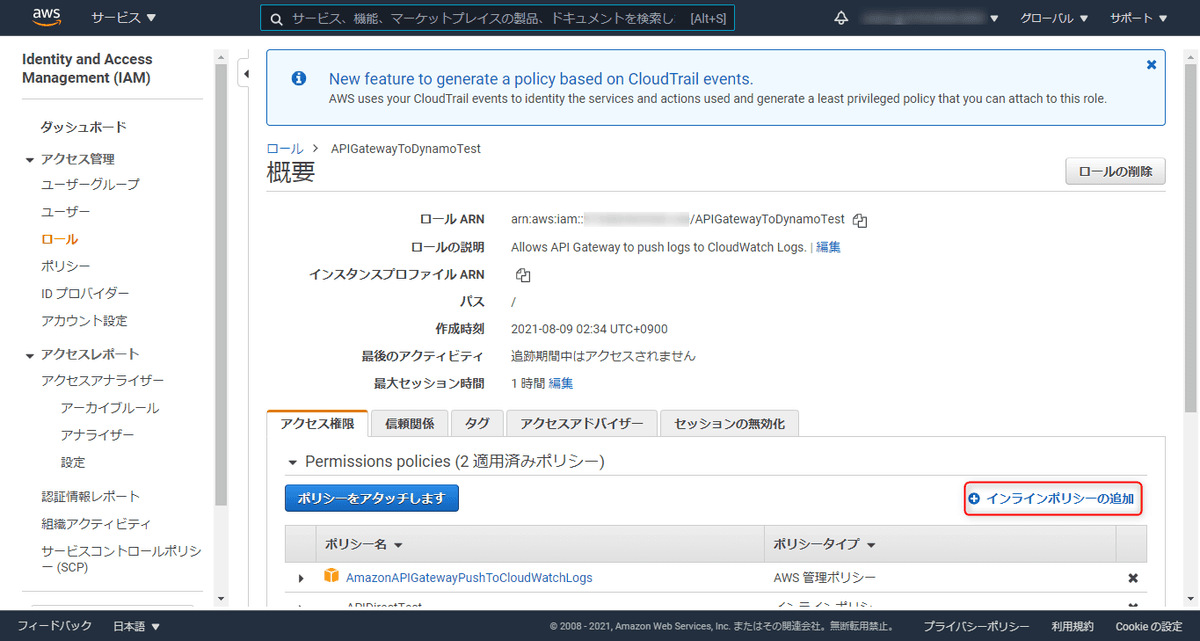 aws サービス サービス、機能、マーケットプレイスの製品、ドキュメントを検索し [Alt+S] グローバル サポート
Identity and Access
Management (IAM)
ダッシュボード
アクセス管理
ユーザーグループ
ユーザー
ロール
ポリシー
ID プロバイダー
アカウント設定
アクセスレポート
アクセスアナライザー
アーカイブルール
アナライザー
設定
認証情報レポート
組織アクティビティ
サービスコントロールポリシ
ー (SCP)
New feature to generate a policy based on CloudTrail events.
AWS uses your CloudTrail events to identify the services and actions used and generate a least privileged policy that you can attach to this role.
ロール > APIGatewayToDynamoTest
概要
ロールの削除
ロール ARN arn:aws:iam:: /APIGatewayToDynamoTest
ロールの説明 Allows API Gateway to push logs to CloudWatch Logs. | 編集
インスタンスプロファイル ARN
パス /
作成時刻 2021-08-09 02:34 UTC+0900
最後のアクティビティ 追跡期間中はアクセスされません
最大セッション時間 1 時間 編集
アクセス権限 信頼関係 タグ アクセスアドバイザー セッションの無効化
Permissions policies (2 適用済みポリシー)
ポリシーをアタッチします インラインポリシーの追加
ポリシー名 ポリシータイプ
AmazonAPIGatewayPushToCloudWatchLogs AWS 管理ポリシー
APIDirectTest インラインポリシー
フィードバック 日本語 © 2008 - 2021, Amazon Web Services, Inc. またはその関連会社。無断転用禁止。 プライバシーポリシー 利用規約 Cookie の設定